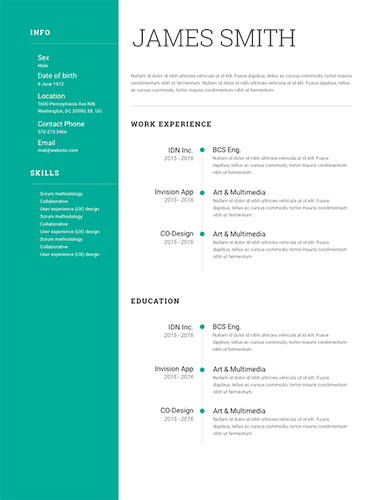 INFO
Sex
Male
Date of birth
9 June 1972
Location
1600 Pennsylvania Ave NW,
Washington, DC 20500, EE. UU.
Contact Phone
570-273-3466
Email
mail@website.com
SKILLS
Scrum methodology
Collaborative
User experience (UX) design
Scrum methodology
Collaborative
User experience (UX) design
Scrum methodology
Collaborative
User experience (UX) design
JAMES SMITH
Nullam id dolor id nibh ultricies vehicula ut id elit. Fusce dapibus, tellus ac cursus commodo, tortor mauris
condimentum nibh, ut fermentum.Nullam id dolor id nibh ultricies vehicula ut id elit. Fusce dapibus, tellus ac cursus
commodo.
WORK EXPERIENCE
IDN Inc.
2015 - 2016
BCS Eng.
Nullam id dolor id nibh ultricies vehicula ut id elit. Fusce
dapibus, tellus ac cursus commodo, tortor mauris condimentum
nibh ut fermentum.
Invision App
2015 - 2016
Art & Multimedia
Nullam id dolor id nibh ultricies vehicula ut id elit. Fusce
dapibus, tellus ac cursus commodo, tortor mauris condimentum
nibh ut fermentum.
CO-Design
2015 - 2016
Art & Multimedia
Nullam id dolor id nibh ultricies vehicula ut id elit. Fusce
dapibus, tellus ac cursus commodo, tortor mauris condimentum
nibh ut fermentum.
EDUCATION
IDN Inc.
2015 - 2016
BCS Eng.
Nullam id dolor id nibh ultricies vehicula ut id elit. Fusce
dapibus, tellus ac cursus commodo, tortor mauris condimentum
nibh ut fermentum.
Invision App
2015 - 2016
Art & Multimedia
Nullam id dolor id nibh ultricies vehicula ut id elit. Fusce
dapibus, tellus ac cursus commodo, tortor mauris condimentum
nibh ut fermentum.
CO-Design
2015 - 2016
Art & Multimedia
Nullam id dolor id nibh ultricies vehicula ut id elit. Fusce
dapibus, tellus ac cursus commodo, tortor mauris condimentum
nibh ut fermentum.